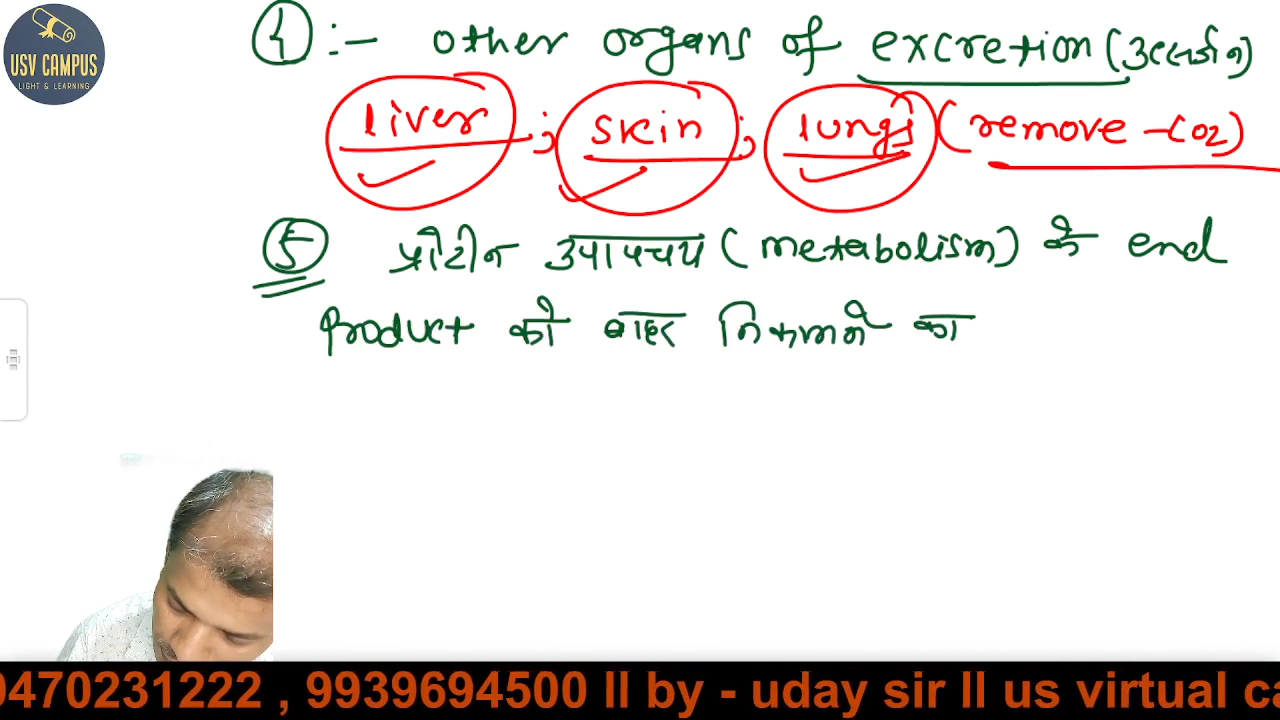 USV CAMPUS
LIGHT & LEARNING
4 :- other organs of excretion (उत्सर्जन)
liver ; skin ; lungs (remove - CO2)
5 प्रोटीन उपापचय (metabolism) के end
Product को बाहर निकालने का
0470231222 , 9939694500 ll by - uday sir ll us virtual ca